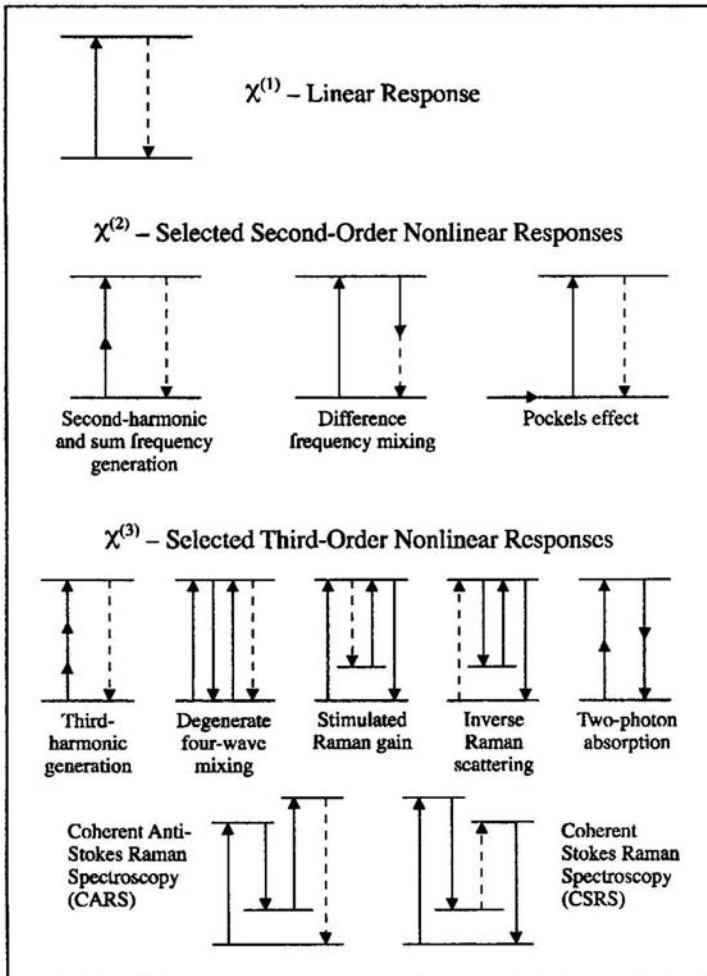 χ(1) – Linear Response
χ(2) – Selected Second-Order Nonlinear Responses
Second-harmonic
and sum frequency
generation
Difference
frequency mixing
Pockels effect
χ(3) – Selected Third-Order Nonlinear Responses
Third-
harmonic
generation
Degenerate
four-wave
mixing
Stimulated
Raman gain
Inverse
Raman
scattering
Two-photon
absorption
Coherent Anti-
Stokes Raman
Spectroscopy
(CARS)
Coherent
Stokes Raman
Spectroscopy
(CSRS)